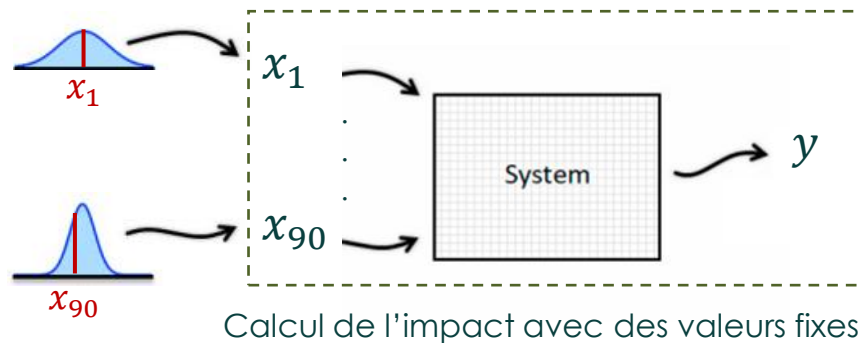 x₁
x₁
.
.
.
System
y
x₉₀
x₉₀
Calcul de l’impact avec des valeurs fixes